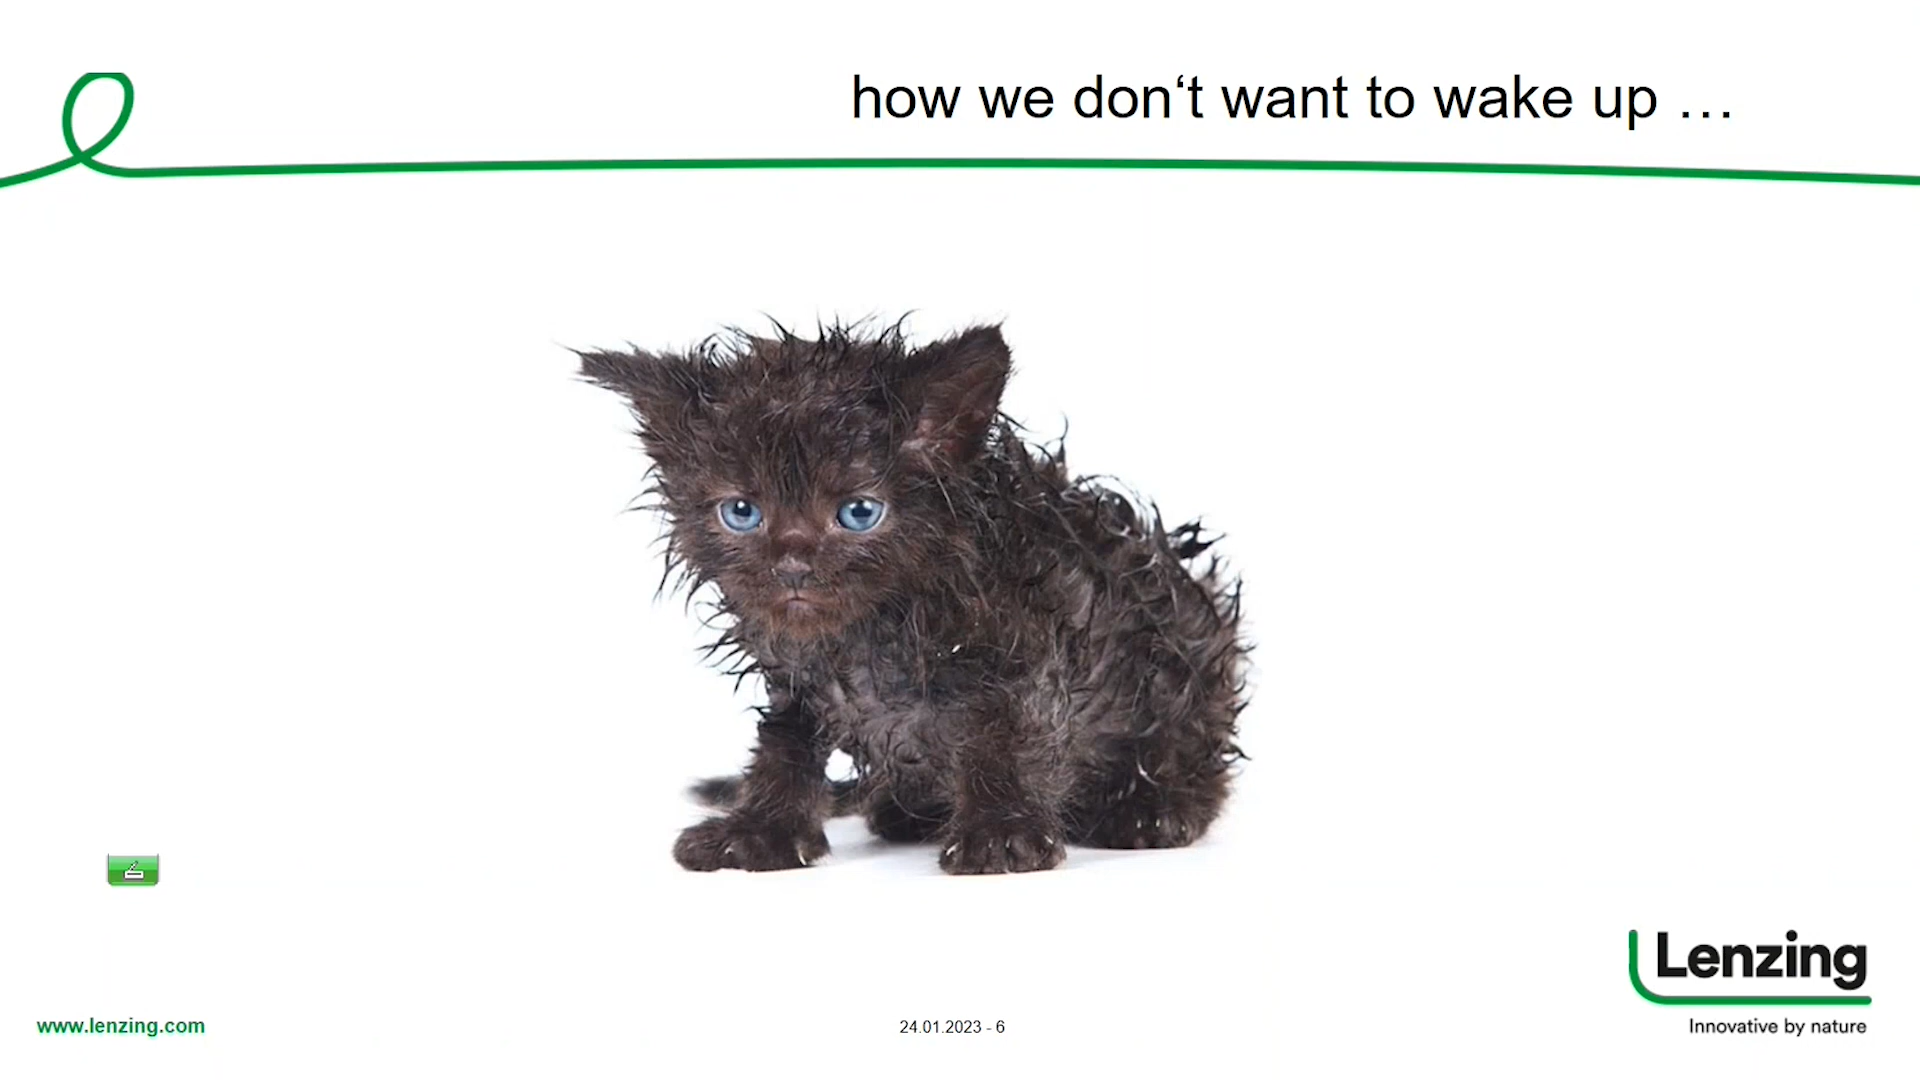 how we don‘t want to wake up …
Lenzing
Innovative by nature
www.lenzing.com
24.01.2023 - 6